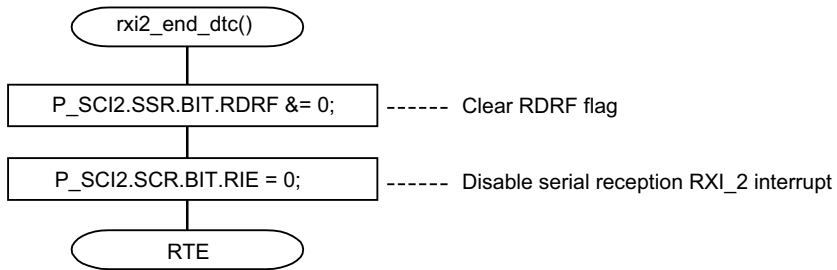 rxi2_end_dtc()
P_SCI2.SSR.BIT.RDRF &= 0;
Clear RDRF flag
P_SCI2.SCR.BIT.RIE = 0;
Disable serial reception RXI_2 interrupt
RTE